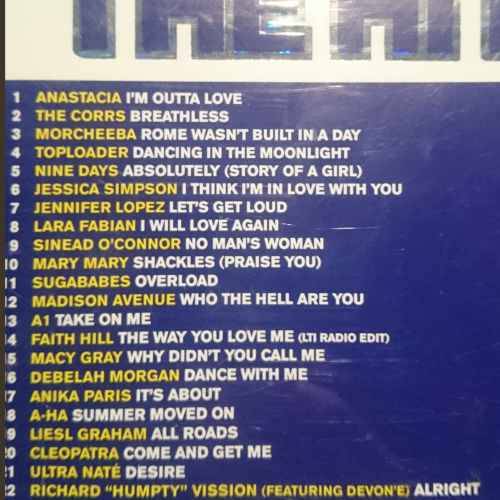 1 ANASTACIA I'M OUTTA LOVE
2 THE CORRS BREATHLESS
3 MORCHEEBA ROME WASN'T BUILT IN A DAY
4 TOPLOADER DANCING IN THE MOONLIGHT
5 NINE DAYS ABSOLUTELY (STORY OF A GIRL)
6 JESSICA SIMPSON I THINK I'M IN LOVE WITH YOU
7 JENNIFER LOPEZ LET'S GET LOUD
8 LARA FABIAN I WILL LOVE AGAIN
9 SINEAD O'CONNOR NO MAN'S WOMAN
10 MARY MARY SHACKLES (PRAISE YOU)
11 SUGABABES OVERLOAD
12 MADISON AVENUE WHO THE HELL ARE YOU
13 A1 TAKE ON ME
14 FAITH HILL THE WAY YOU LOVE ME (LTI RADIO EDIT)
15 MACY GRAY WHY DIDN'T YOU CALL ME
16 DEBELAH MORGAN DANCE WITH ME
17 ANIKA PARIS IT'S ABOUT
18 A-HA SUMMER MOVED ON
19 LIESL GRAHAM ALL ROADS
20 CLEOPATRA COME AND GET ME
21 ULTRA NATÉ DESIRE
22 RICHARD "HUMPTY" VISSION (FEATURING DEVON'E) ALRIGHT